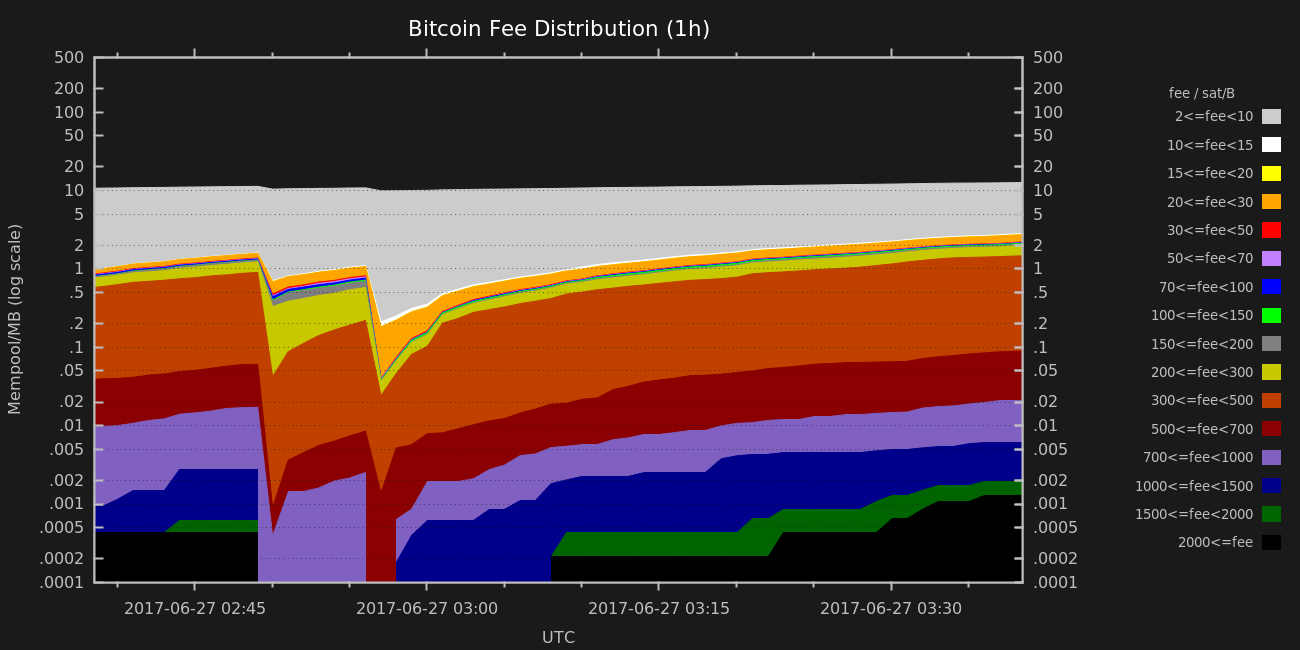 Bitcoin Fee Distribution (1h)
500
200
100
50
20
10
5
2
1
.5
.2
.1
.05
.02
.01
.005
.002
.001
.0005
.0002
.0001
Mempool/MB (log scale)
500
200
100
50
20
10
5
2
1
.5
.2
.1
.05
.02
.01
.005
.002
.001
.0005
.0002
.0001
2017-06-27 02:45 2017-06-27 03:00 2017-06-27 03:15 2017-06-27 03:30
UTC
fee / sat/B
2<=fee<10
10<=fee<15
15<=fee<20
20<=fee<30
30<=fee<50
50<=fee<70
70<=fee<100
100<=fee<150
150<=fee<200
200<=fee<300
300<=fee<500
500<=fee<700
700<=fee<1000
1000<=fee<1500
1500<=fee<2000
2000<=fee